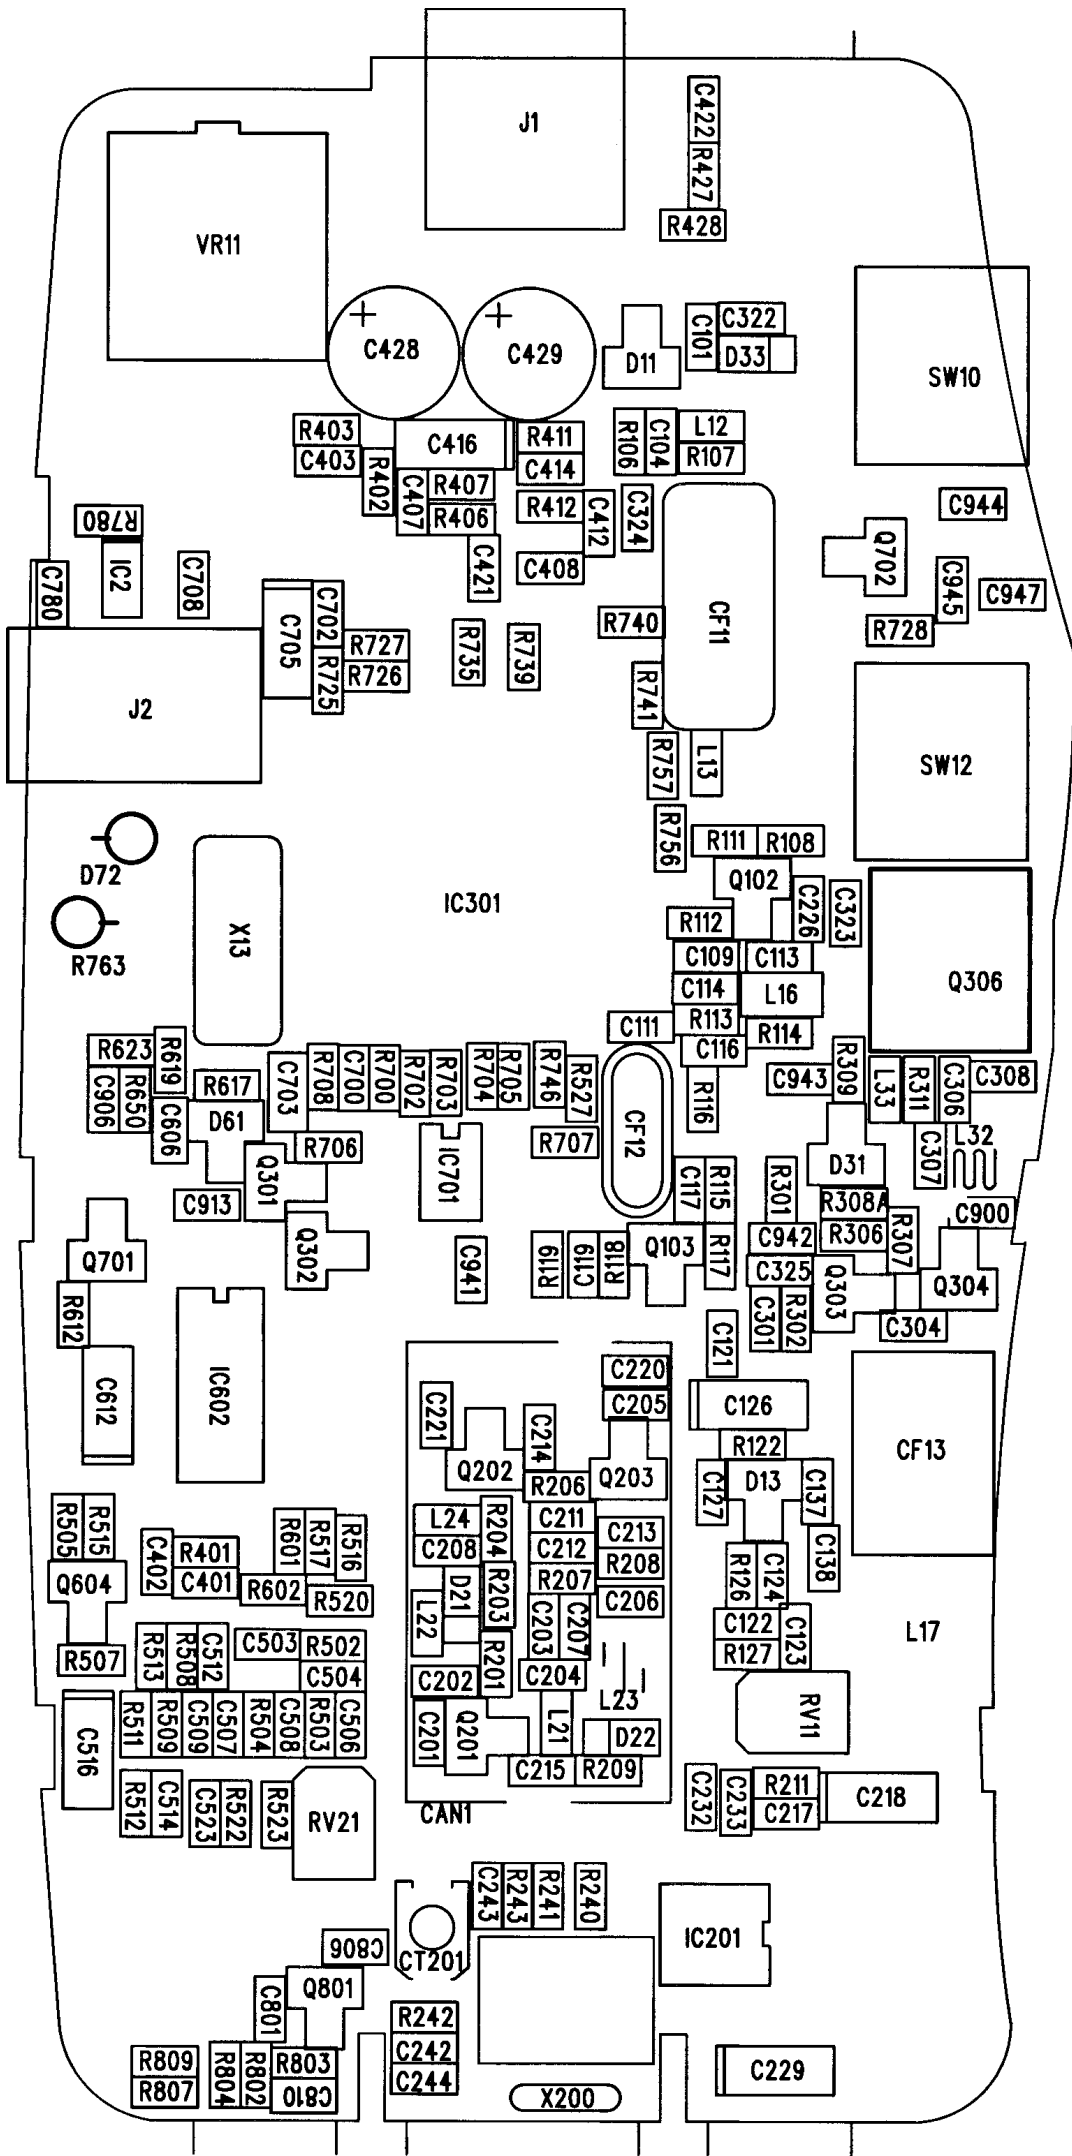 J1
C422
R427
R428
VR11
C428
C429
D11
C101
C322
D33
SW10
R403
C403
R402
C416
R411
C414
R106
C104
L12
R107
C407
R407
R406
R412
C412
C324
C944
R780
IC2
C780
C708
C421
C408
Q702
C945
C947
C705
C702
R725
R727
R726
R735
R739
R740
CF11
R728
J2
R741
R757
L13
SW12
R756
R111
R108
D72
Q102
R763
X13
IC301
R112
C226
C323
C109
C113
Q306
C114
L16
R113
R114
C111
C116
R623
R619
R617
C906
R650
C606
D61
C703
R708
C700
R700
R702
R703
R704
R705
R746
R527
CF12
R116
C943
R309
L33
R311
C306
C308
R706
R707
IC701
D31
C307
L32
Q301
C913
C117
R115
R301
R308A
C900
Q302
C942
R306
R307
Q701
C941
R119
C119
R118
Q103
R117
C325
Q303
Q304
R612
C301
R302
C304
C121
C612
IC602
C220
C205
C126
CF13
C221
Q202
C214
R206
Q203
R122
C127
D13
C137
R505
R515
R601
R517
R516
L24
R204
C211
C213
C138
C402
R401
C401
C208
C212
R208
Q604
R602
R520
D21
R203
R207
C206
R126
C124
L22
C203
C207
C122
C123
L17
R507
R513
R508
C512
C503
R502
C504
R201
R127
C202
C204
L23
C516
R511
R509
C509
C507
R504
C508
R503
C506
C201
Q201
L21
D22
RV11
C215
R209
R512
C514
C523
R522
R523
RV21
CAN1
C232
C233
R211
C217
C218
C243
R243
R241
R240
IC201
C806
CT201
C801
Q801
R242
C242
C244
R809
R807
R804
R802
R803
C810
X200
C229